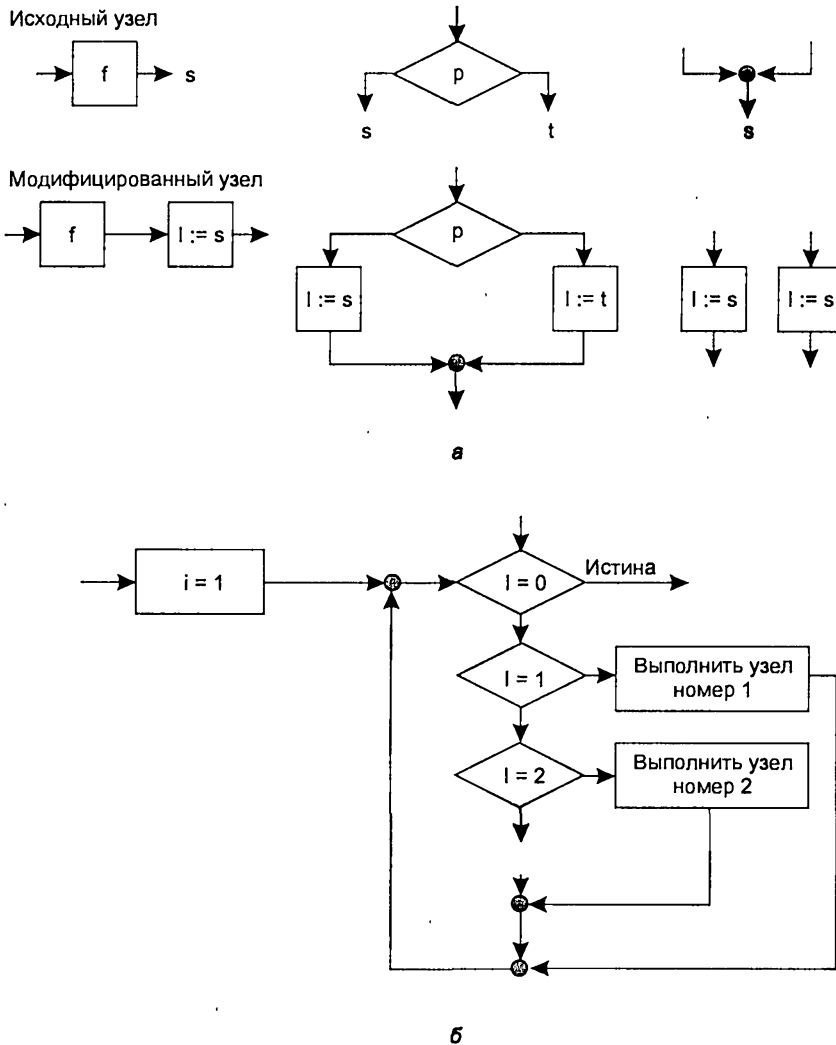 Исходный узел
f
s
p
s
t
s
Модифицированный узел
f
I := s
p
I := s
I := t
I := s
I := s
а
i = 1
I = 0
Истина
I = 1
Выполнить узел
номер 1
I = 2
Выполнить узел
номер 2
б